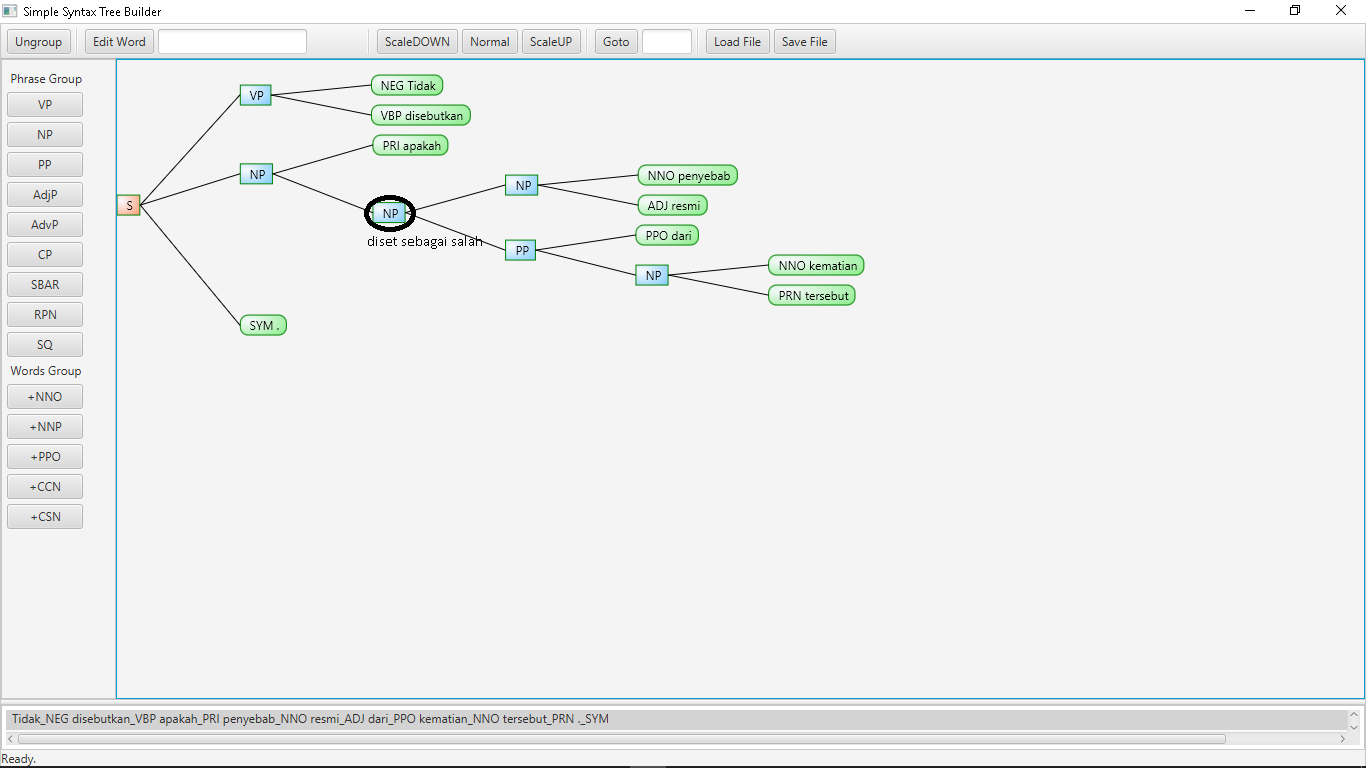 Simple Syntax Tree Builder
Ungroup Edit Word ScaleDOWN Normal ScaleUP Goto Load File Save File
Phrase Group
VP
NP
PP
AdjP
AdvP
CP
SBAR
RPN
SQ
Words Group
+NNO
+NNP
+PPO
+CCN
+CSN
S
VP
NEG Tidak
VBP disebutkan
NP
PRI apakah
NP
diset sebagai salah
NP
NNO penyebab
ADJ resmi
PP
PPO dari
NP
NNO kematian
PRN tersebut
SYM .
Tidak_NEG disebutkan_VBP apakah_PRI penyebab_NNO resmi_ADJ dari_PPO kematian_NNO tersebut_PRN ._SYM
Ready.